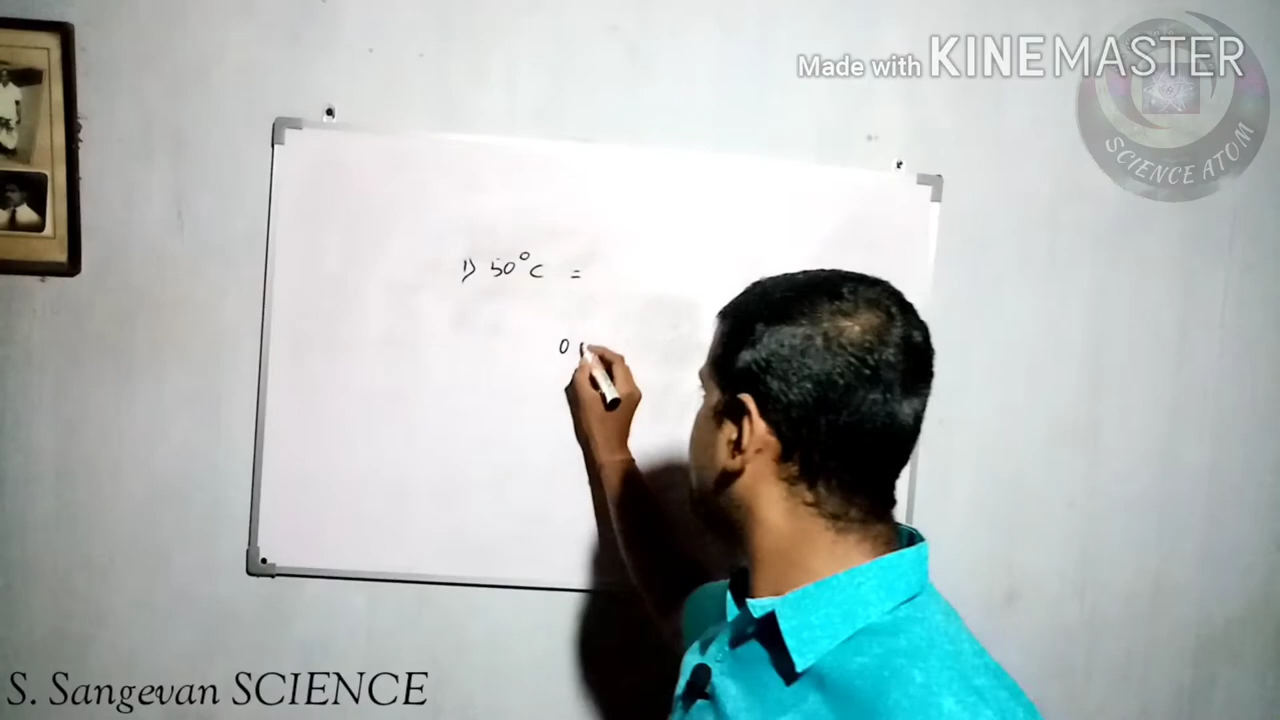 Made with KINEMASTER
SCIENCE ATOM
1) 50°C =
0
S. Sangevan SCIENCE